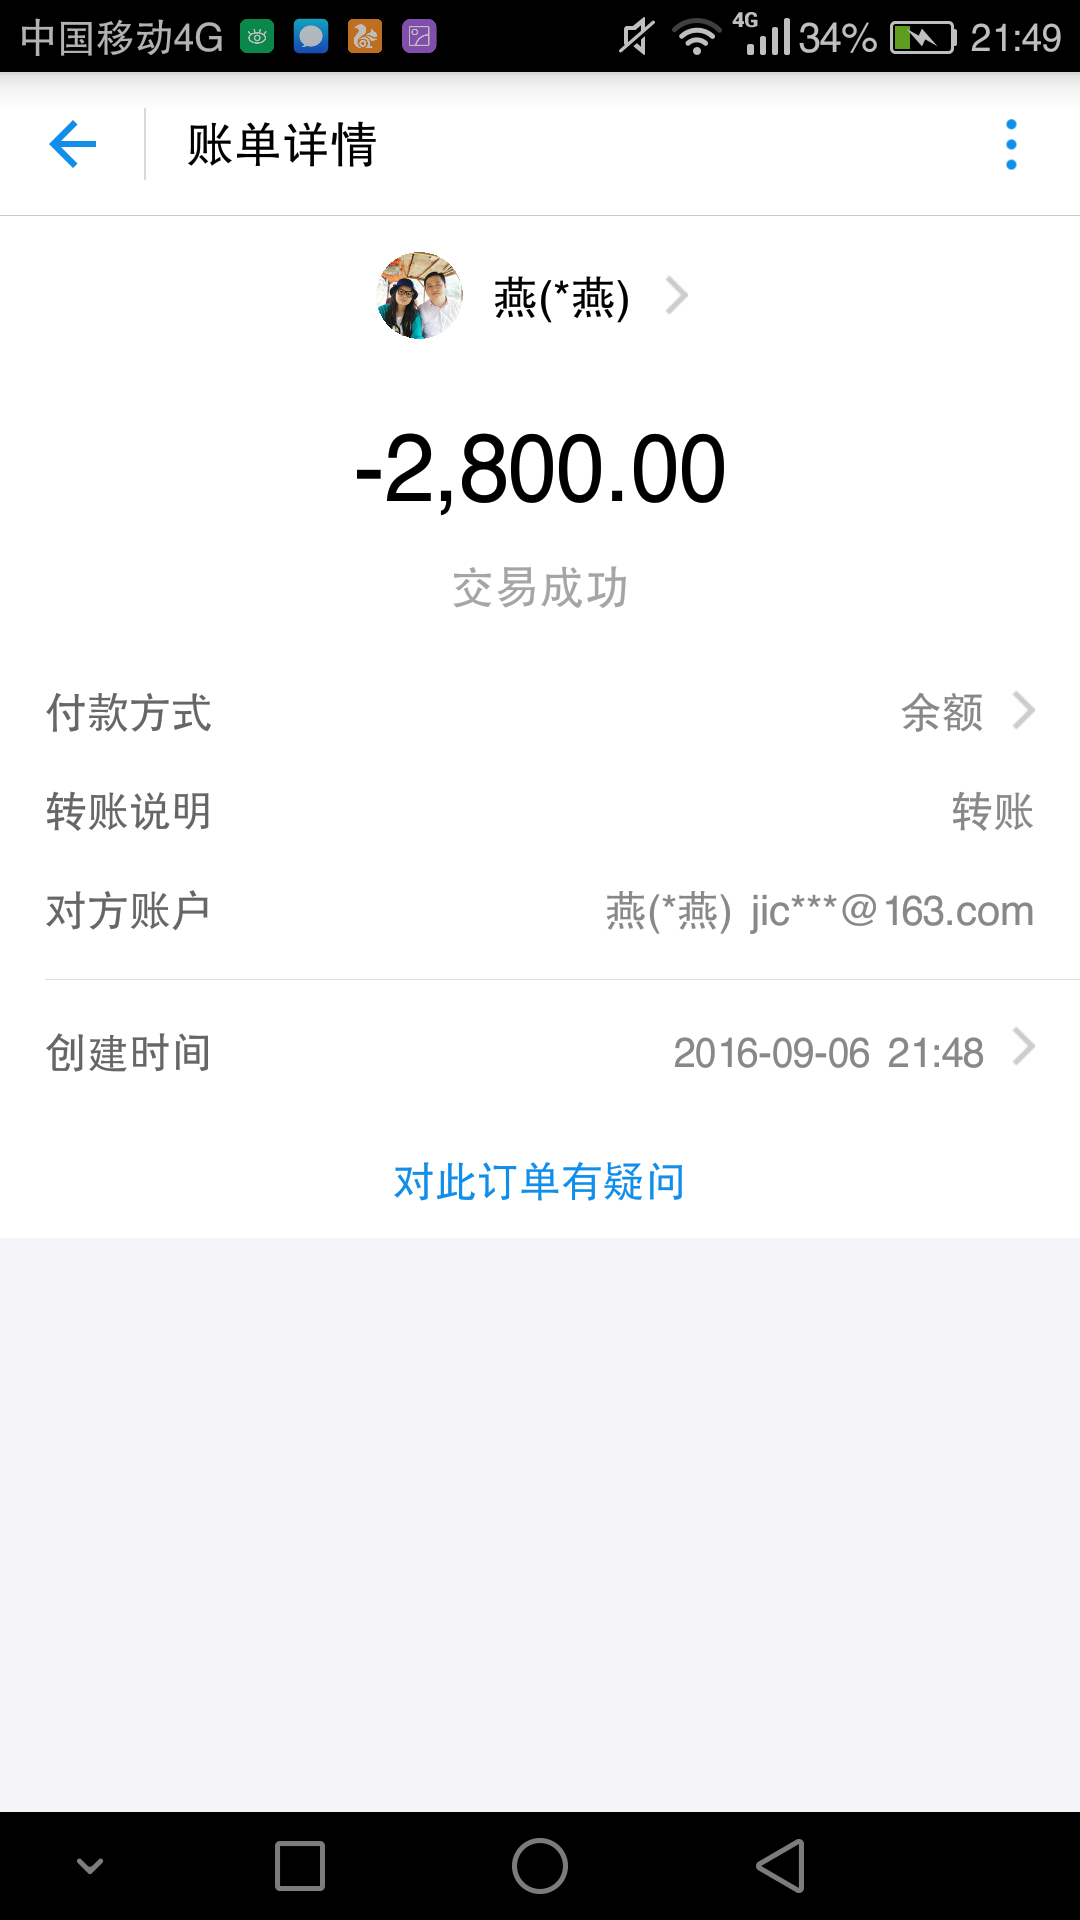 中国移动4G 4G 34% 21:49
账单详情
燕(*燕)
-2,800.00
交易成功
付款方式 余额
转账说明 转账
对方账户 燕(*燕) jic***@163.com
创建时间 2016-09-06 21:48
对此订单有疑问